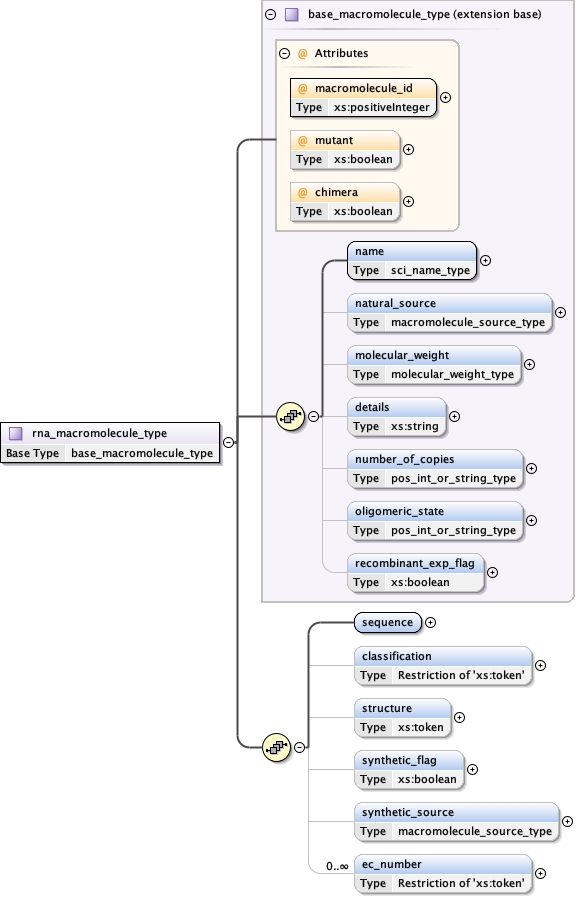 base_macromolecule_type (extension base)
@ Attributes
@ macromolecule_id
Type xs:positiveInteger
@ mutant
Type xs:boolean
@ chimera
Type xs:boolean
name
Type sci_name_type
natural_source
Type macromolecule_source_type
molecular_weight
Type molecular_weight_type
details
Type xs:string
rna_macromolecule_type
Base Type base_macromolecule_type
number_of_copies
Type pos_int_or_string_type
oligomeric_state
Type pos_int_or_string_type
recombinant_exp_flag
Type xs:boolean
sequence
classification
Type Restriction of 'xs:token'
structure
Type xs:token
synthetic_flag
Type xs:boolean
synthetic_source
Type macromolecule_source_type
0..∞ ec_number
Type Restriction of 'xs:token'